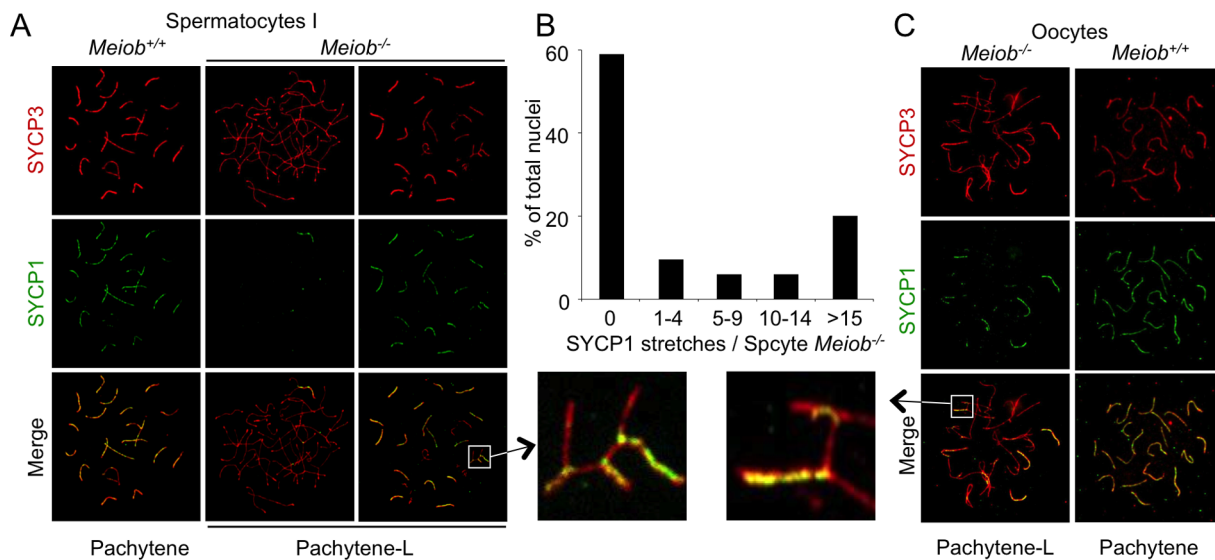 A
Spermatocytes I
Meiob+/+
Meiob-/-
SYCP3
SYCP1
Merge
Pachytene
Pachytene-L
B
% of total nuclei
60
40
20
0
0
1-4
5-9
10-14
>15
SYCP1 stretches / Spcyte Meiob-/-
C
Oocytes
Meiob-/-
Meiob+/+
SYCP3
SYCP1
Merge
Pachytene-L
Pachytene